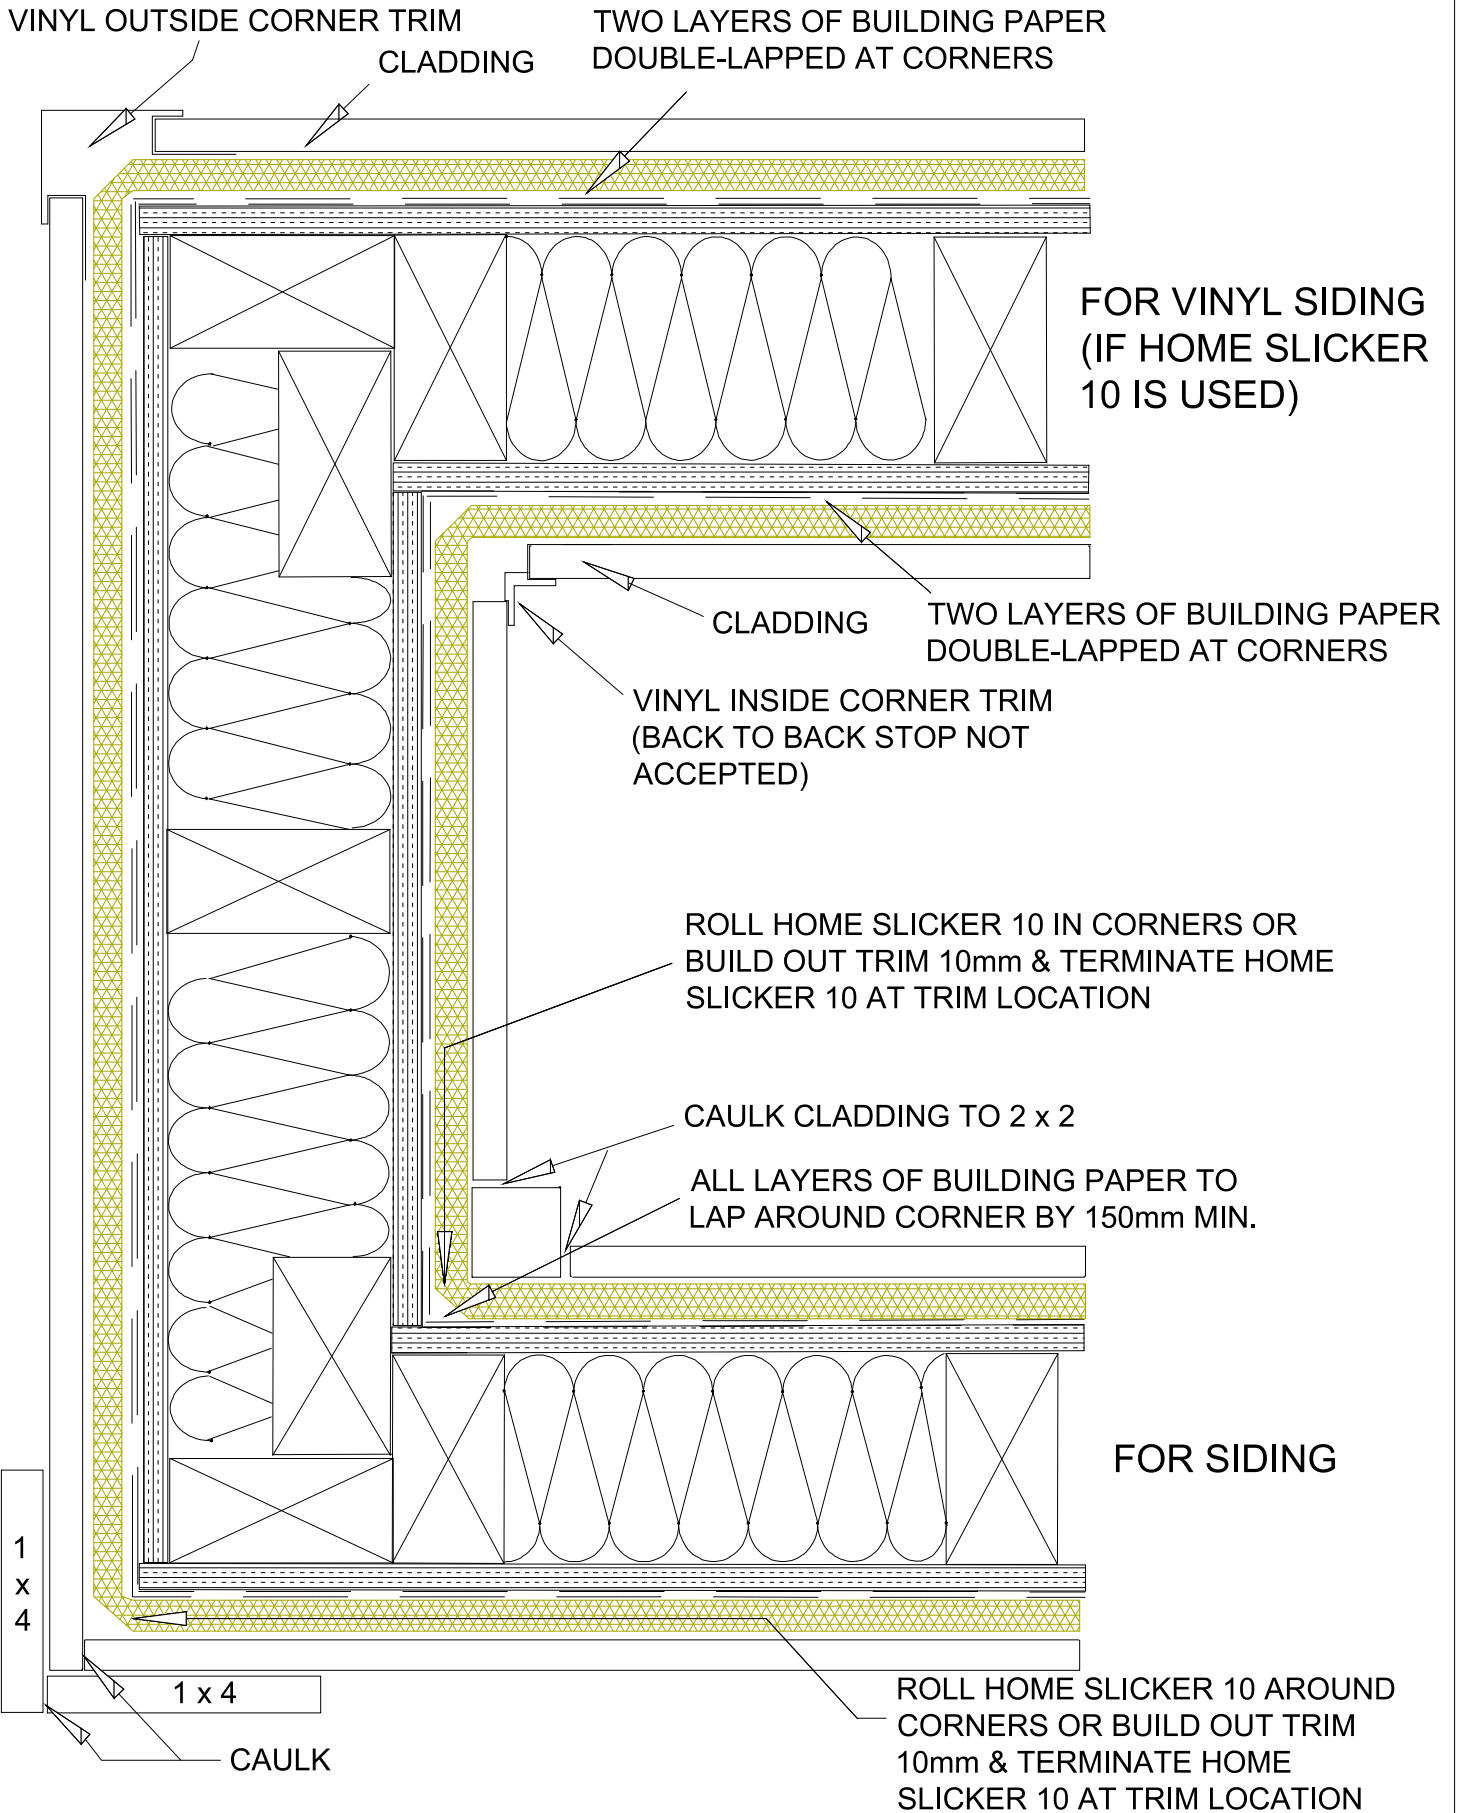 VINYL OUTSIDE CORNER TRIM
CLADDING
TWO LAYERS OF BUILDING PAPER
DOUBLE-LAPPED AT CORNERS
FOR VINYL SIDING
(IF HOME SLICKER
10 IS USED)
CLADDING
TWO LAYERS OF BUILDING PAPER
DOUBLE-LAPPED AT CORNERS
VINYL INSIDE CORNER TRIM
(BACK TO BACK STOP NOT
ACCEPTED)
ROLL HOME SLICKER 10 IN CORNERS OR
BUILD OUT TRIM 10mm & TERMINATE HOME
SLICKER 10 AT TRIM LOCATION
CAULK CLADDING TO 2 x 2
ALL LAYERS OF BUILDING PAPER TO
LAP AROUND CORNER BY 150mm MIN.
FOR SIDING
1
x
4
1 x 4
CAULK
ROLL HOME SLICKER 10 AROUND
CORNERS OR BUILD OUT TRIM
10mm & TERMINATE HOME
SLICKER 10 AT TRIM LOCATION